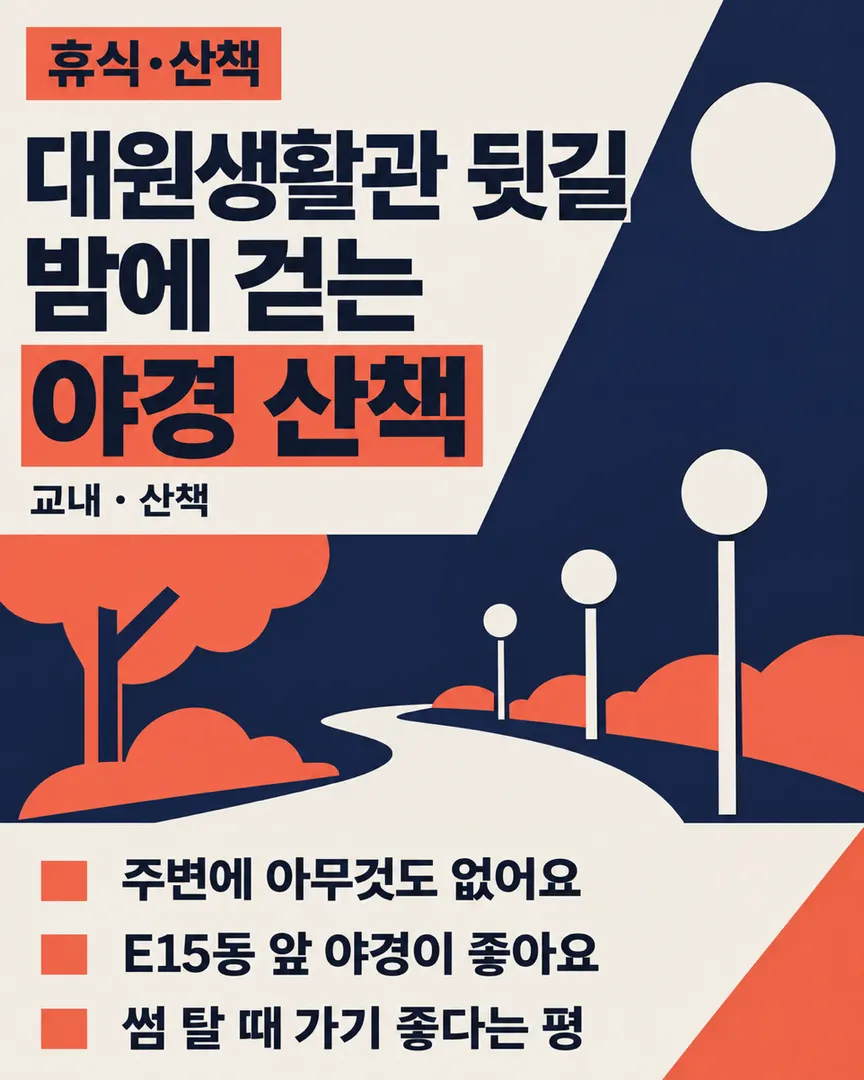 휴식·산책
대원생활관 뒷길
밤에 걷는
야경 산책
교내 · 산책
주변에 아무것도 없어요
E15동 앞 야경이 좋아요
썸 탈 때 가기 좋다는 평